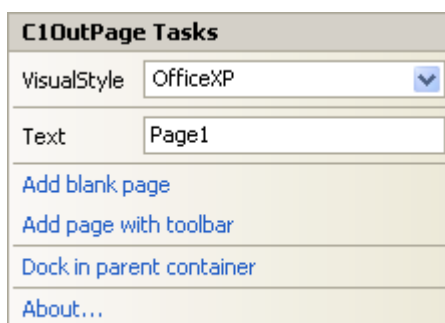 C1OutPage Tasks
VisualStyle OfficeXP
Text Page1
Add blank page
Add page with toolbar
Dock in parent container
About...